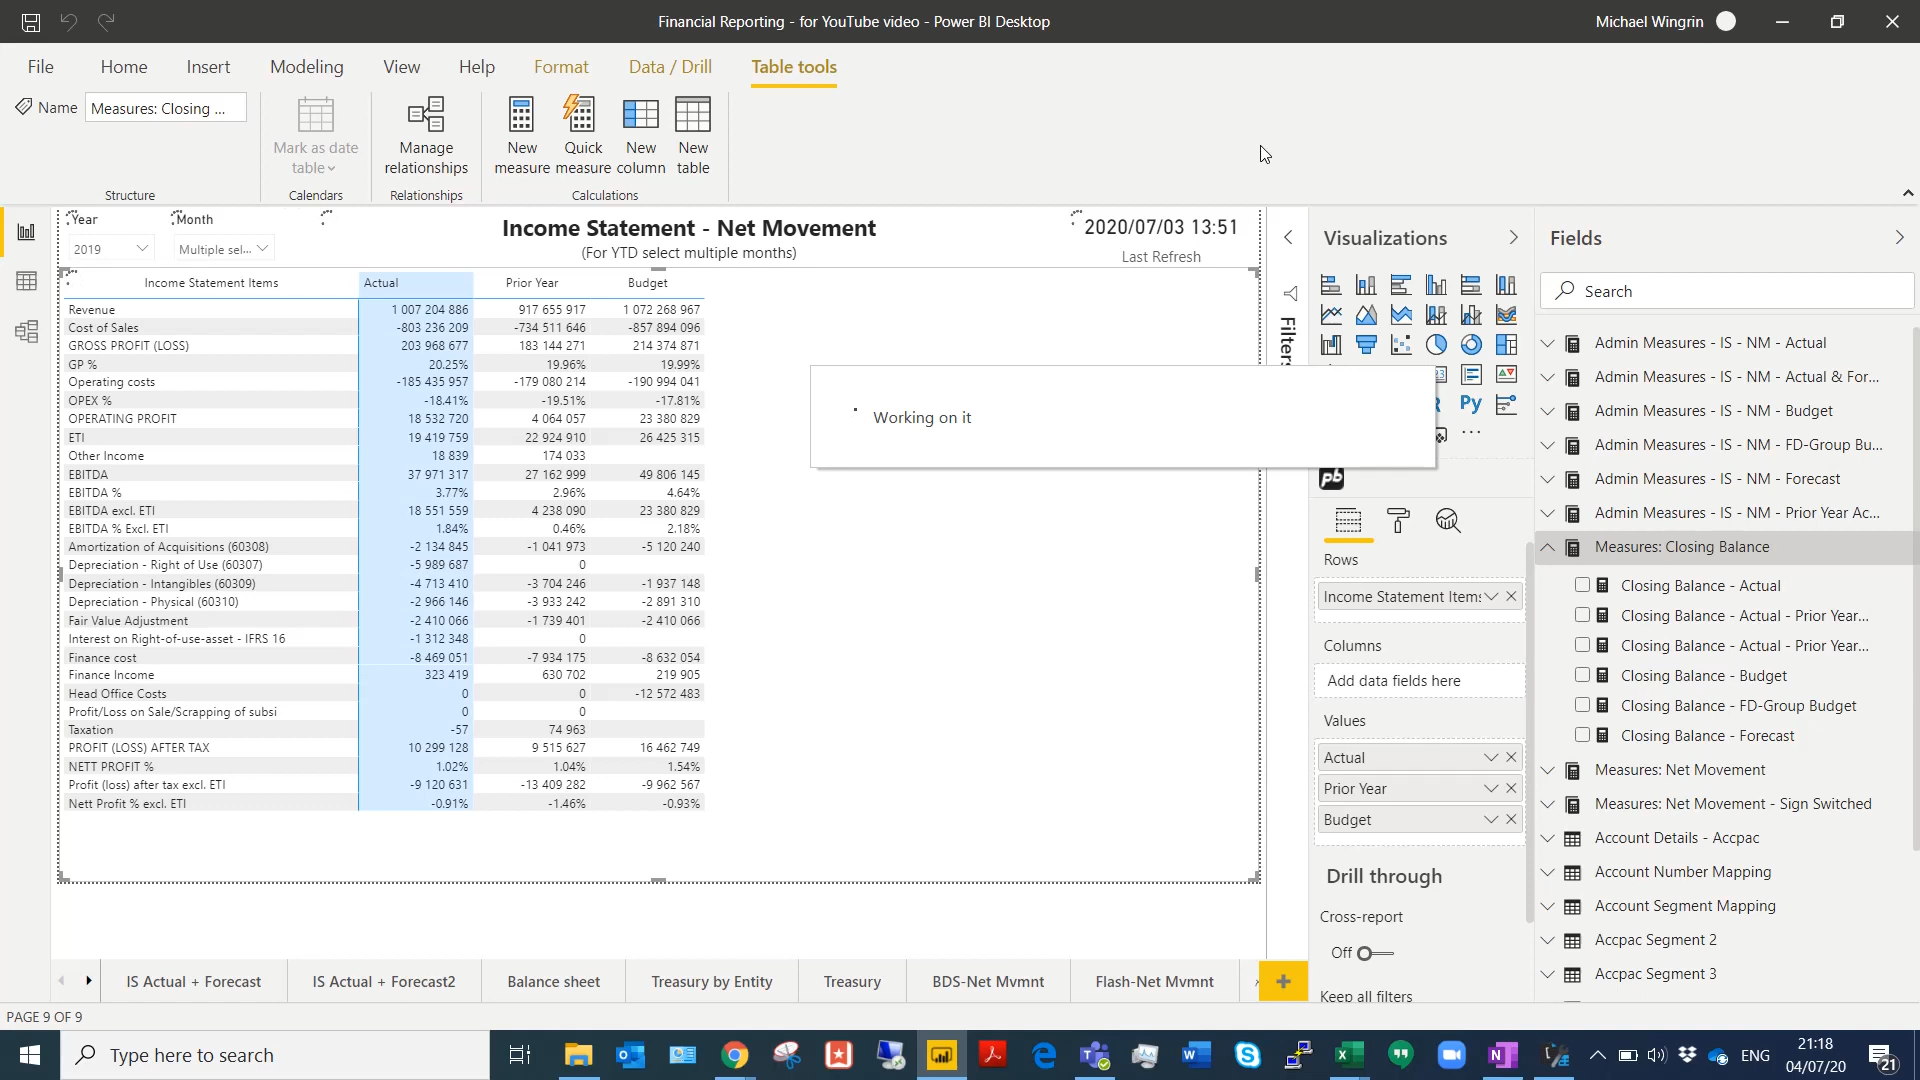 Financial Reporting - for YouTube video - Power BI Desktop
Michael Wingrin
File Home Insert Modeling View Help Format Data / Drill Table tools
Name Measures: Closing ...
Mark as date table
Manage relationships
New measure
Quick measure
New column
New table
Structure Calendars Relationships Calculations
Year
2019
Month
Multiple sel...
Income Statement - Net Movement
(For YTD select multiple months)
2020/07/03 13:51
Last Refresh
Income Statement Items Actual Prior Year Budget
Revenue 1 007 204 886 917 655 917 1 072 268 967
Cost of Sales -803 236 209 -734 511 646 -857 894 096
GROSS PROFIT (LOSS) 203 968 677 183 144 271 214 374 871
GP % 20.25% 19.96% 19.99%
Operating costs -185 435 957 -179 080 214 -190 994 041
OPEX % -18.41% -19.51% -17.81%
OPERATING PROFIT 18 532 720 4 064 057 23 380 829
ETI 19 419 759 22 924 910 26 425 315
Other Income 18 839 174 033
EBITDA 37 971 317 27 162 999 49 806 145
EBITDA % 3.77% 2.96% 4.64%
EBITDA excl. ETI 18 551 559 4 238 090 23 380 829
EBITDA % Excl. ETI 1.84% 0.46% 2.18%
Amortization of Acquisitions (60308) -2 134 845 -1 041 973 -5 120 240
Depreciation - Right of Use (60307) -5 989 687 0
Depreciation - Intangibles (60309) -4 713 410 -3 704 246 -1 937 148
Depreciation - Physical (60310) -2 966 146 -3 933 242 -2 891 310
Fair Value Adjustment -2 410 066 -1 739 401 -2 410 066
Interest on Right-of-use-asset - IFRS 16 -1 312 348 0
Finance cost -8 469 051 -7 934 175 -8 632 054
Finance Income 323 419 630 702 219 905
Head Office Costs 0 0 -12 572 483
Profit/Loss on Sale/Scrapping of subsi 0 0
Taxation -57 74 963
PROFIT (LOSS) AFTER TAX 10 299 128 9 515 627 16 462 749
NETT PROFIT % 1.02% 1.04% 1.54%
Profit (loss) after tax excl. ETI -9 120 631 -13 409 282 -9 962 567
Nett Profit % excl. ETI -0.91% -1.46% -0.93%
Working on it
Filters
Visualizations
Py
pb
Rows
Income Statement Items
Columns
Add data fields here
Values
Actual
Prior Year
Budget
Drill through
Cross-report
Off
Keep all filters
Fields
Search
Admin Measures - IS - NM - Actual
Admin Measures - IS - NM - Actual & For...
Admin Measures - IS - NM - Budget
Admin Measures - IS - NM - FD-Group Bu...
Admin Measures - IS - NM - Forecast
Admin Measures - IS - NM - Prior Year Ac...
Measures: Closing Balance
Closing Balance - Actual
Closing Balance - Actual - Prior Year...
Closing Balance - Actual - Prior Year...
Closing Balance - Budget
Closing Balance - FD-Group Budget
Closing Balance - Forecast
Measures: Net Movement
Measures: Net Movement - Sign Switched
Account Details - Accpac
Account Number Mapping
Account Segment Mapping
Accpac Segment 2
Accpac Segment 3
IS Actual + Forecast IS Actual + Forecast2 Balance sheet Treasury by Entity Treasury BDS-Net Mvmnt Flash-Net Mvmnt
PAGE 9 OF 9
Type here to search
ENG
21:18
04/07/20
21